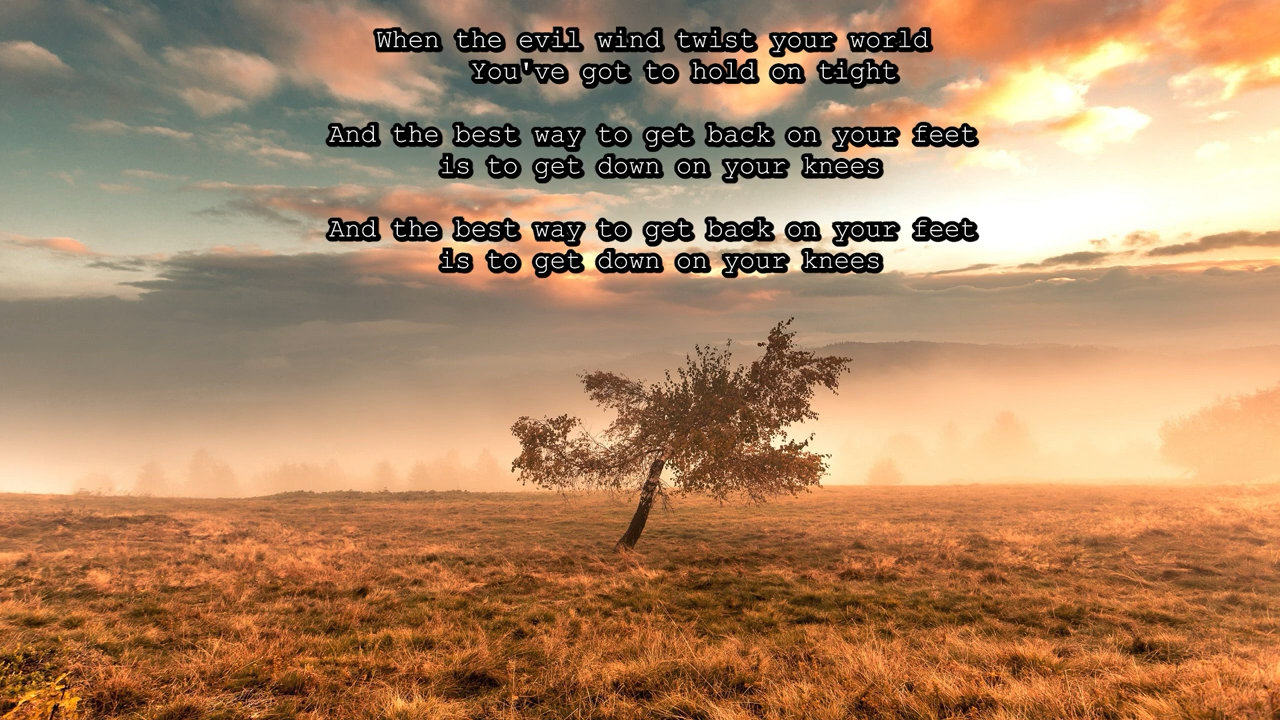 When the evil wind twist your world
You've got to hold on tight
And the best way to get back on your feet
is to get down on your knees
And the best way to get back on your feet
is to get down on your knees